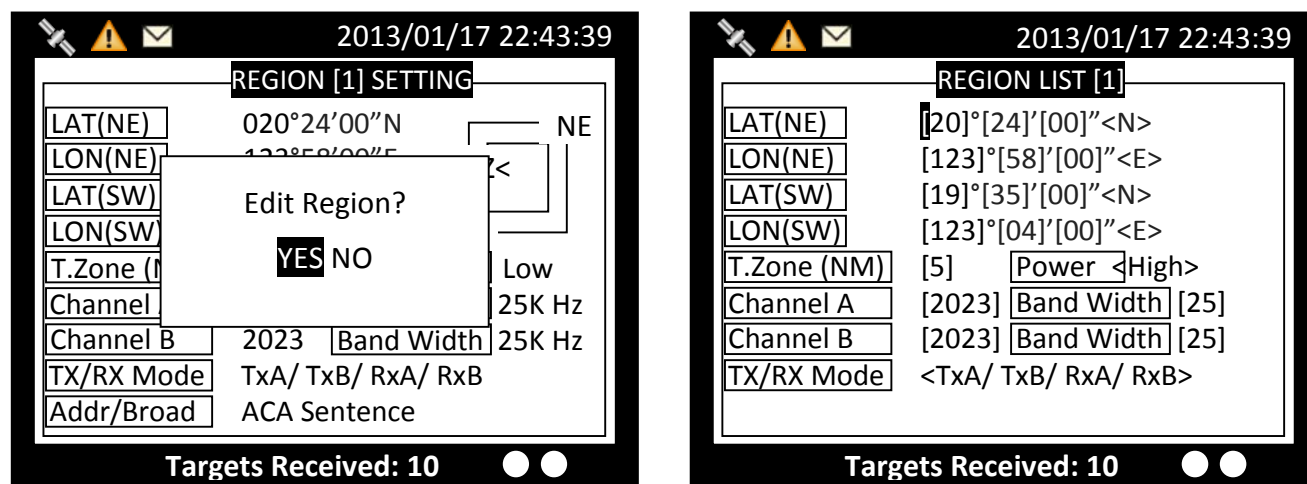 2013/01/17 22:43:39
REGION [1] SETTING
LAT(NE) 020°24’00”N NE
LON(NE)
LAT(SW)
LON(SW)
Edit Region?
YES NO
T.Zone Low
Channel 25K Hz
Channel B 2023 Band Width 25K Hz
TX/RX Mode TxA/ TxB/ RxA/ RxB
Addr/Broad ACA Sentence
Targets Received: 10
2013/01/17 22:43:39
REGION LIST [1]
LAT(NE) [20]°[24]’[00]”<N>
LON(NE) [123]°[58]’[00]”<E>
LAT(SW) [19]°[35]’[00]”<N>
LON(SW) [123]°[04]’[00]”<E>
T.Zone (NM) [5] Power <High>
Channel A [2023] Band Width [25]
Channel B [2023] Band Width [25]
TX/RX Mode <TxA/ TxB/ RxA/ RxB>
Targets Received: 10